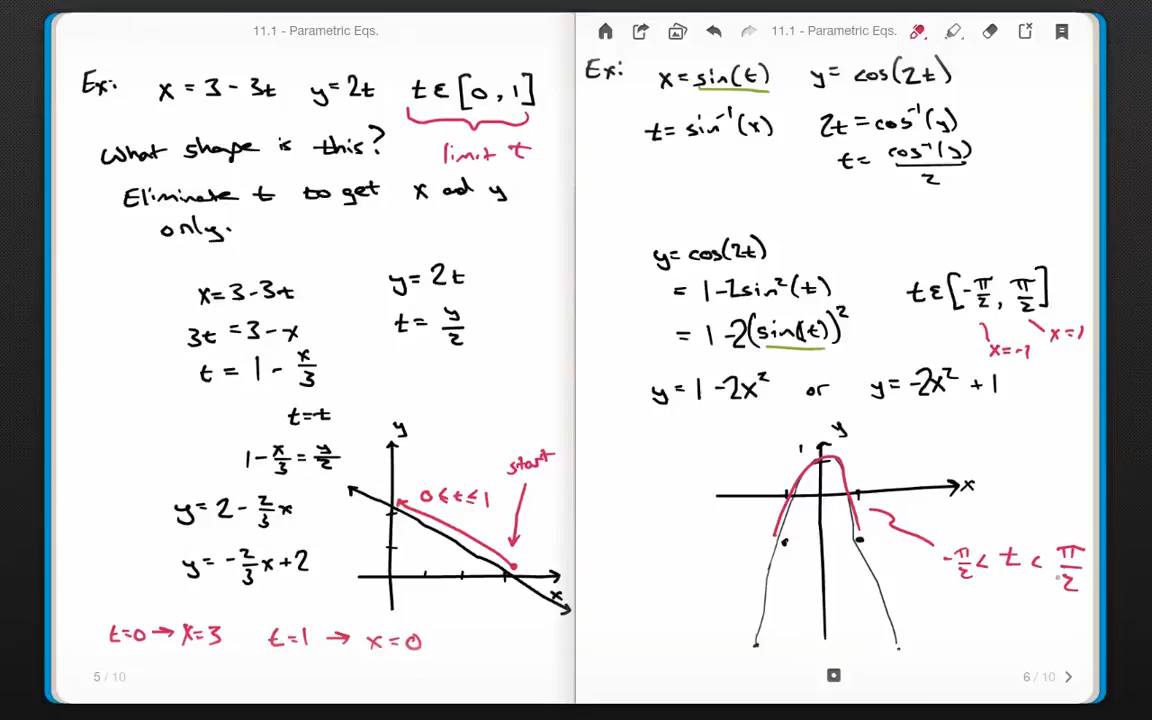 11.1 - Parametric Eqs.
Ex: x = 3 - 3t y = 2t t ∈ [0, 1]
limit t
What shape is this?
Eliminate t to get x ad y
only.
x = 3 - 3t y = 2t
3t = 3 - x t = y/2
t = 1 - x/3
t = t
1 - x/3 = y/2
y = 2 - 2/3 x
y = -2/3 x + 2
y
start
0 < t ≤ 1
x
t=0 → x=3 t=1 → x=0
5 / 10
11.1 - Parametric Eqs.
Ex: x = sin(t) y = cos(2t)
t = sin⁻¹(x) 2t = cos⁻¹(y)
t = cos⁻¹(y)/2
y = cos(2t)
= 1 - 2sin²(t) t ∈ [-π/2, π/2]
= 1 - 2(sin(t))²
x=-1 x=1
y = 1 - 2x² or y = -2x² + 1
y
1
x
-π/2 < t < π/2
6 / 10